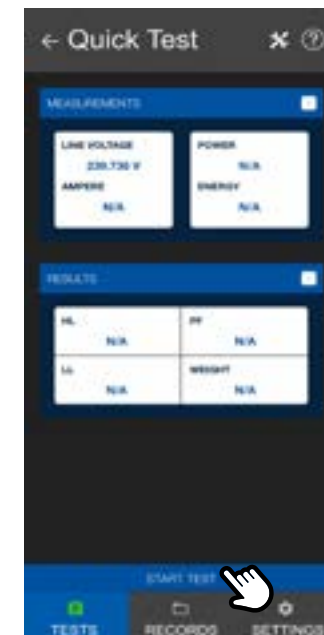 ← Quick Test
MEASUREMENTS
LINE VOLTAGE
POWER
239.730 V
N/A
AMPERE
ENERGY
N/A
N/A
RESULTS
HL
PF
N/A
N/A
LL
WEIGHT
N/A
N/A
START TEST
TESTS
RECORDS
SETTINGS